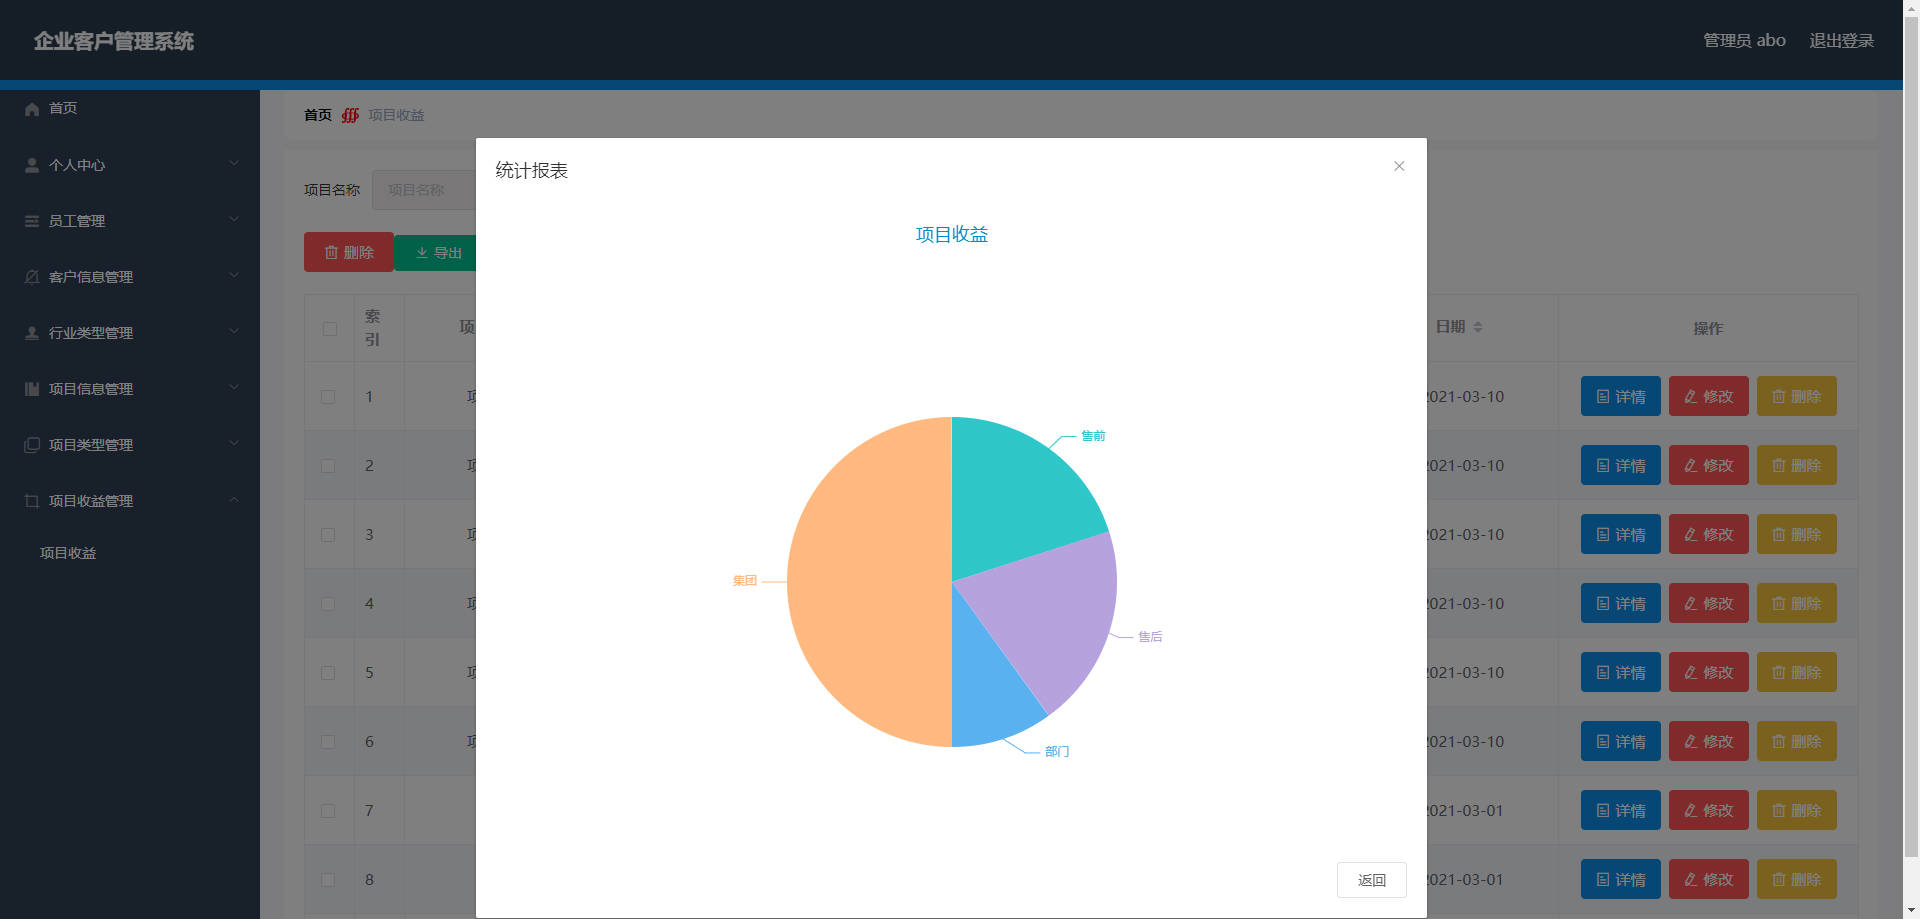 企业客户管理系统
管理员 abo 退出登录
首页
个人中心
员工管理
客户信息管理
行业类型管理
项目信息管理
项目类型管理
项目收益管理
项目收益
首页 项目收益
项目名称 项目名称
删除 导出
统计报表
项目收益
售前
售后
部门
集团
返回
索引 项 日期 操作
1 2021-03-10 详情 修改 删除
2 2021-03-10 详情 修改 删除
3 2021-03-10 详情 修改 删除
4 2021-03-10 详情 修改 删除
5 2021-03-10 详情 修改 删除
6 2021-03-10 详情 修改 删除
7 2021-03-01 详情 修改 删除
8 2021-03-01 详情 修改 删除